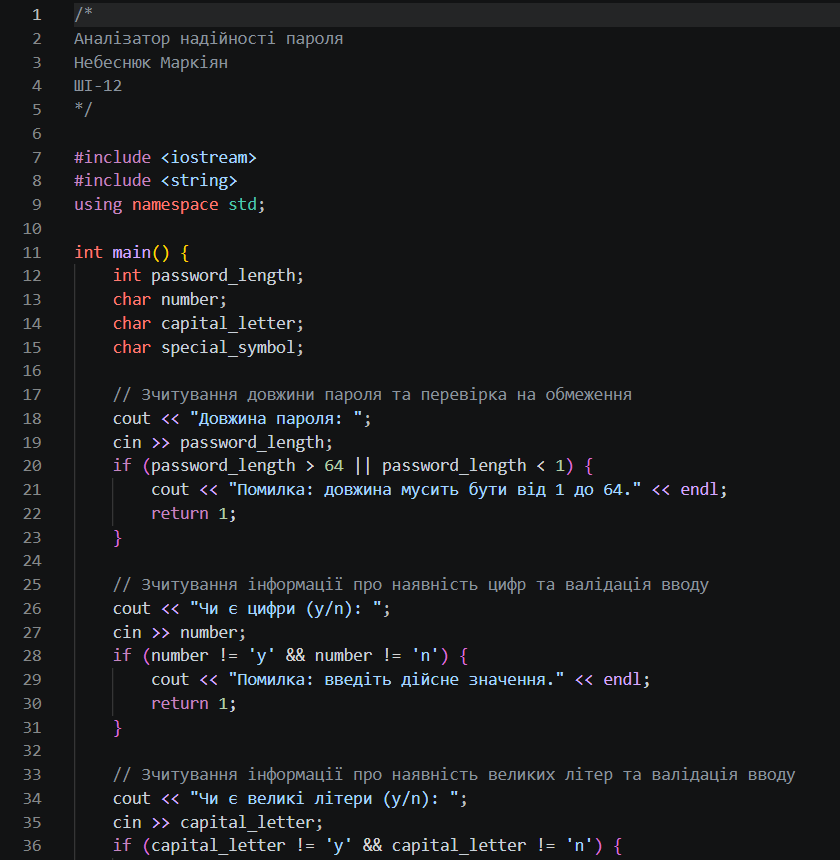 1 /*
2 Аналізатор надійності пароля
3 Небеснюк Маркіян
4 ШІ-12
5 */
6
7 #include <iostream>
8 #include <string>
9 using namespace std;
10
11 int main() {
12     int password_length;
13     char number;
14     char capital_letter;
15     char special_symbol;
16
17     // Зчитування довжини пароля та перевірка на обмеження
18     cout << "Довжина пароля: ";
19     cin >> password_length;
20     if (password_length > 64 || password_length < 1) {
21         cout << "Помилка: довжина мусить бути від 1 до 64." << endl;
22         return 1;
23     }
24
25     // Зчитування інформації про наявність цифр та валідація вводу
26     cout << "Чи є цифри (y/n): ";
27     cin >> number;
28     if (number != 'y' && number != 'n') {
29         cout << "Помилка: введіть дійсне значення." << endl;
30         return 1;
31     }
32
33     // Зчитування інформації про наявність великих літер та валідація вводу
34     cout << "Чи є великі літери (y/n): ";
35     cin >> capital_letter;
36     if (capital_letter != 'y' && capital_letter != 'n') {